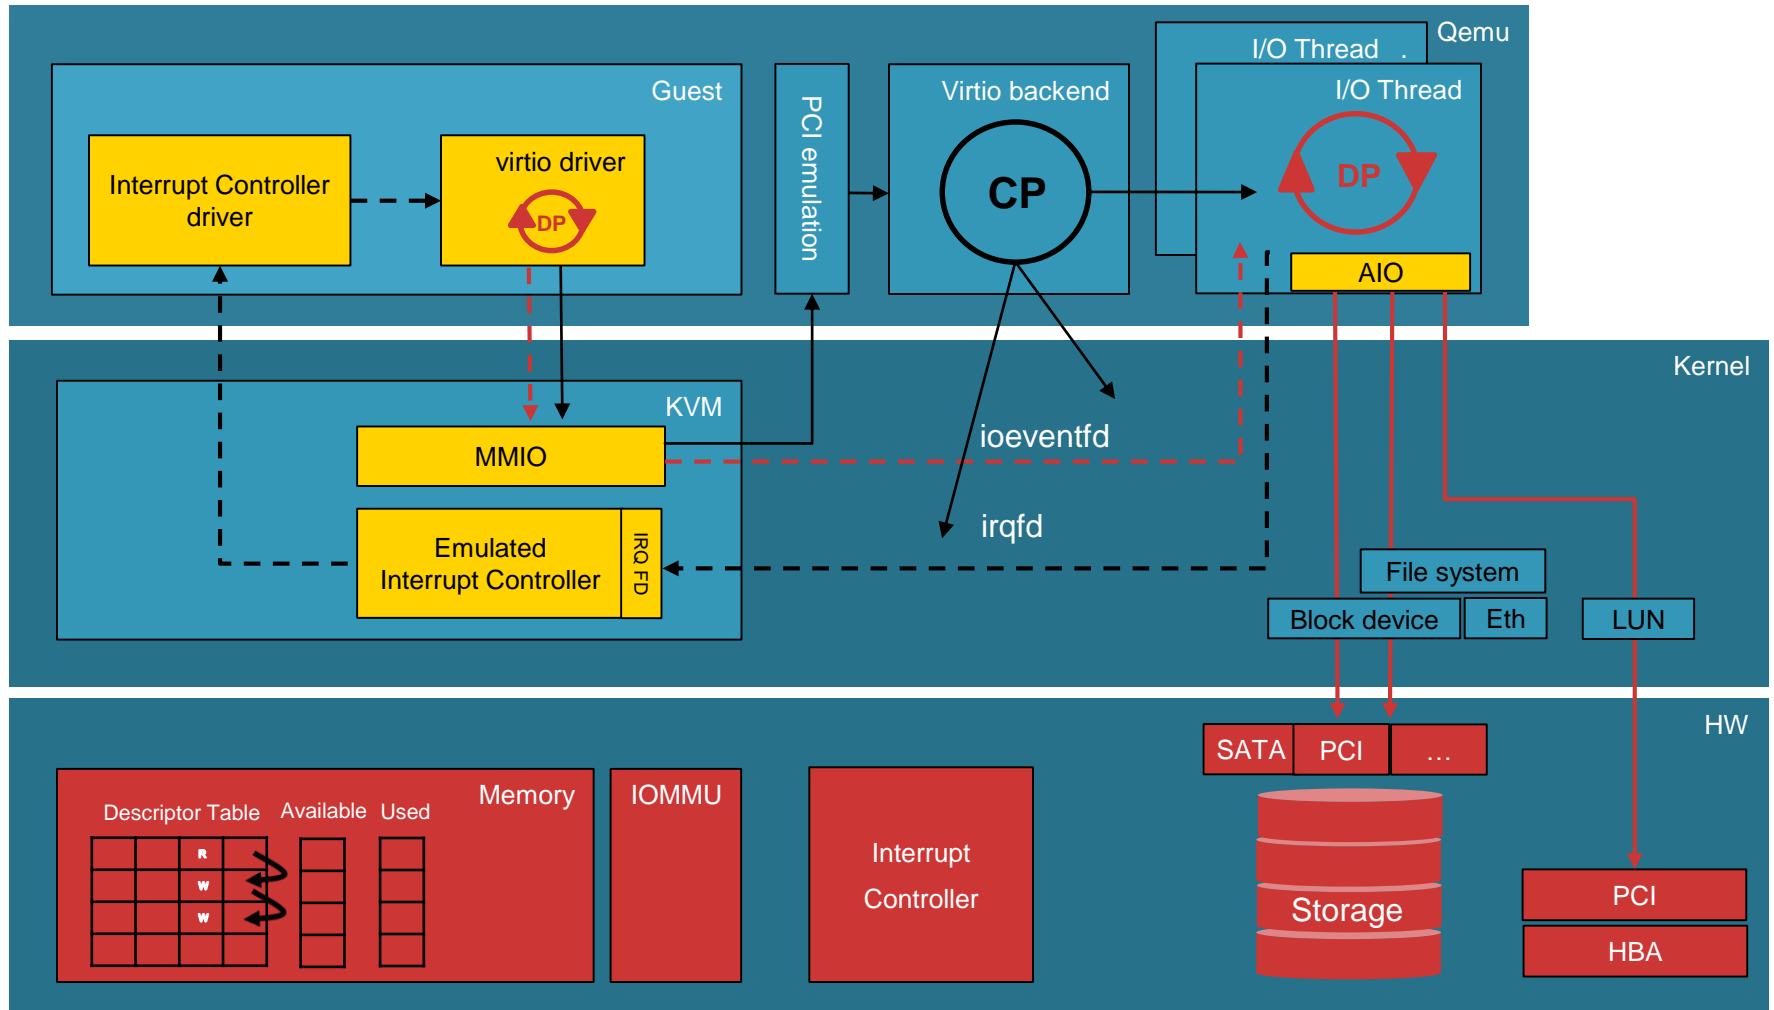 Qemu
I/O Thread .
I/O Thread
DP
AIO
Guest
Interrupt Controller
driver
virtio driver
DP
PCI emulation
Virtio backend
CP
Kernel
KVM
MMIO
Emulated
Interrupt Controller
IRQ FD
ioeventfd
irqfd
File system
Block device
Eth
LUN
HW
Memory
Descriptor Table
Available
Used
R
W
W
IOMMU
Interrupt
Controller
SATA
PCI
...
Storage
PCI
HBA